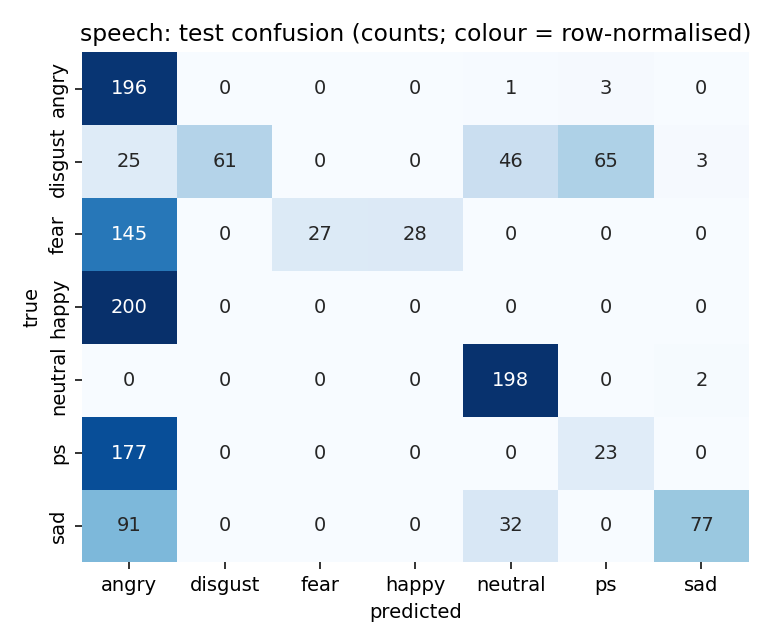 speech: test confusion (counts; colour = row-normalised)
angry 196 0 0 0 1 3 0
disgust 25 61 0 0 46 65 3
fear 145 0 27 28 0 0 0
happy 200 0 0 0 0 0 0
neutral 0 0 0 0 198 0 2
ps 177 0 0 0 0 23 0
sad 91 0 0 0 32 0 77
true
angry disgust fear happy neutral ps sad
predicted